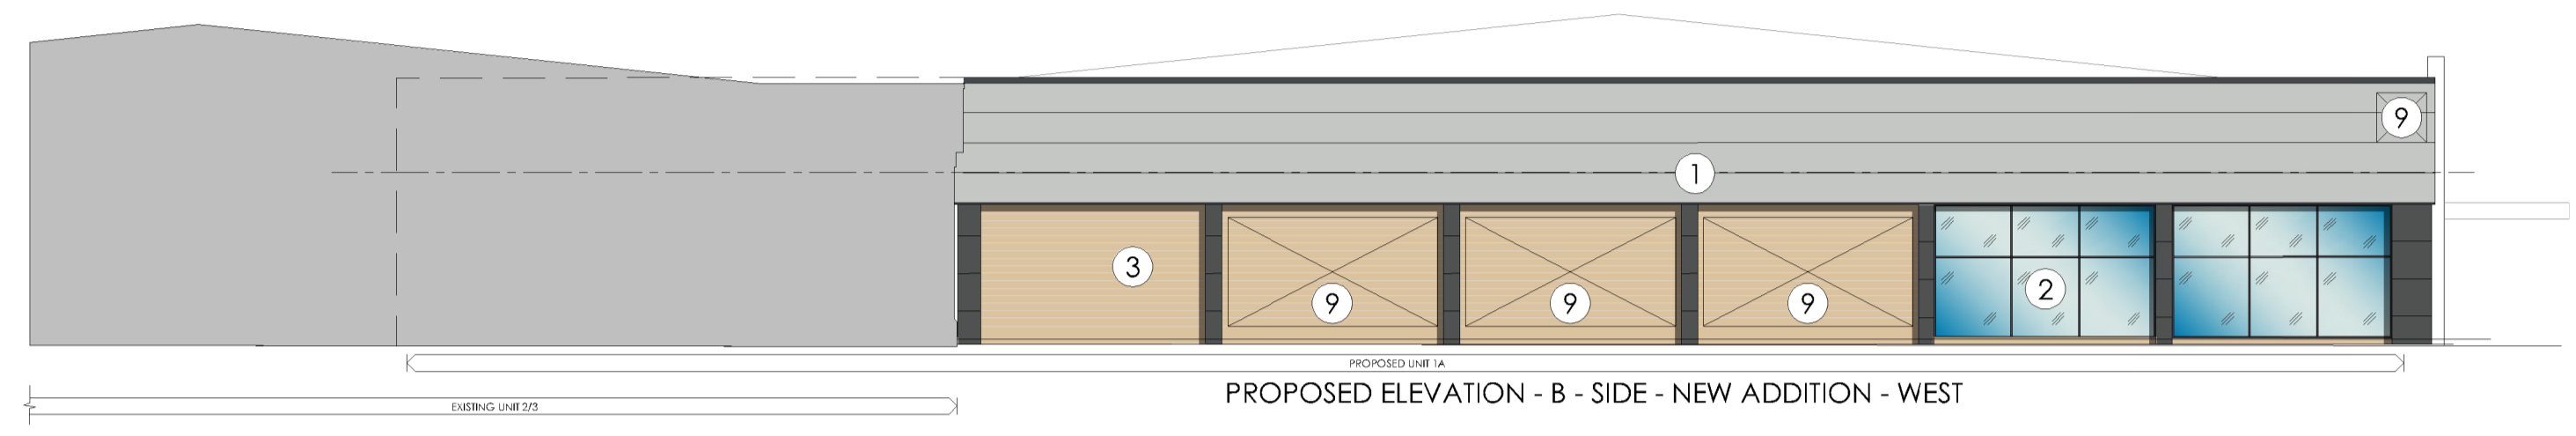 9
1
3
9
9
9
2
PROPOSED UNIT 1A
PROPOSED ELEVATION - B - SIDE - NEW ADDITION - WEST
EXISTING UNIT 2/3